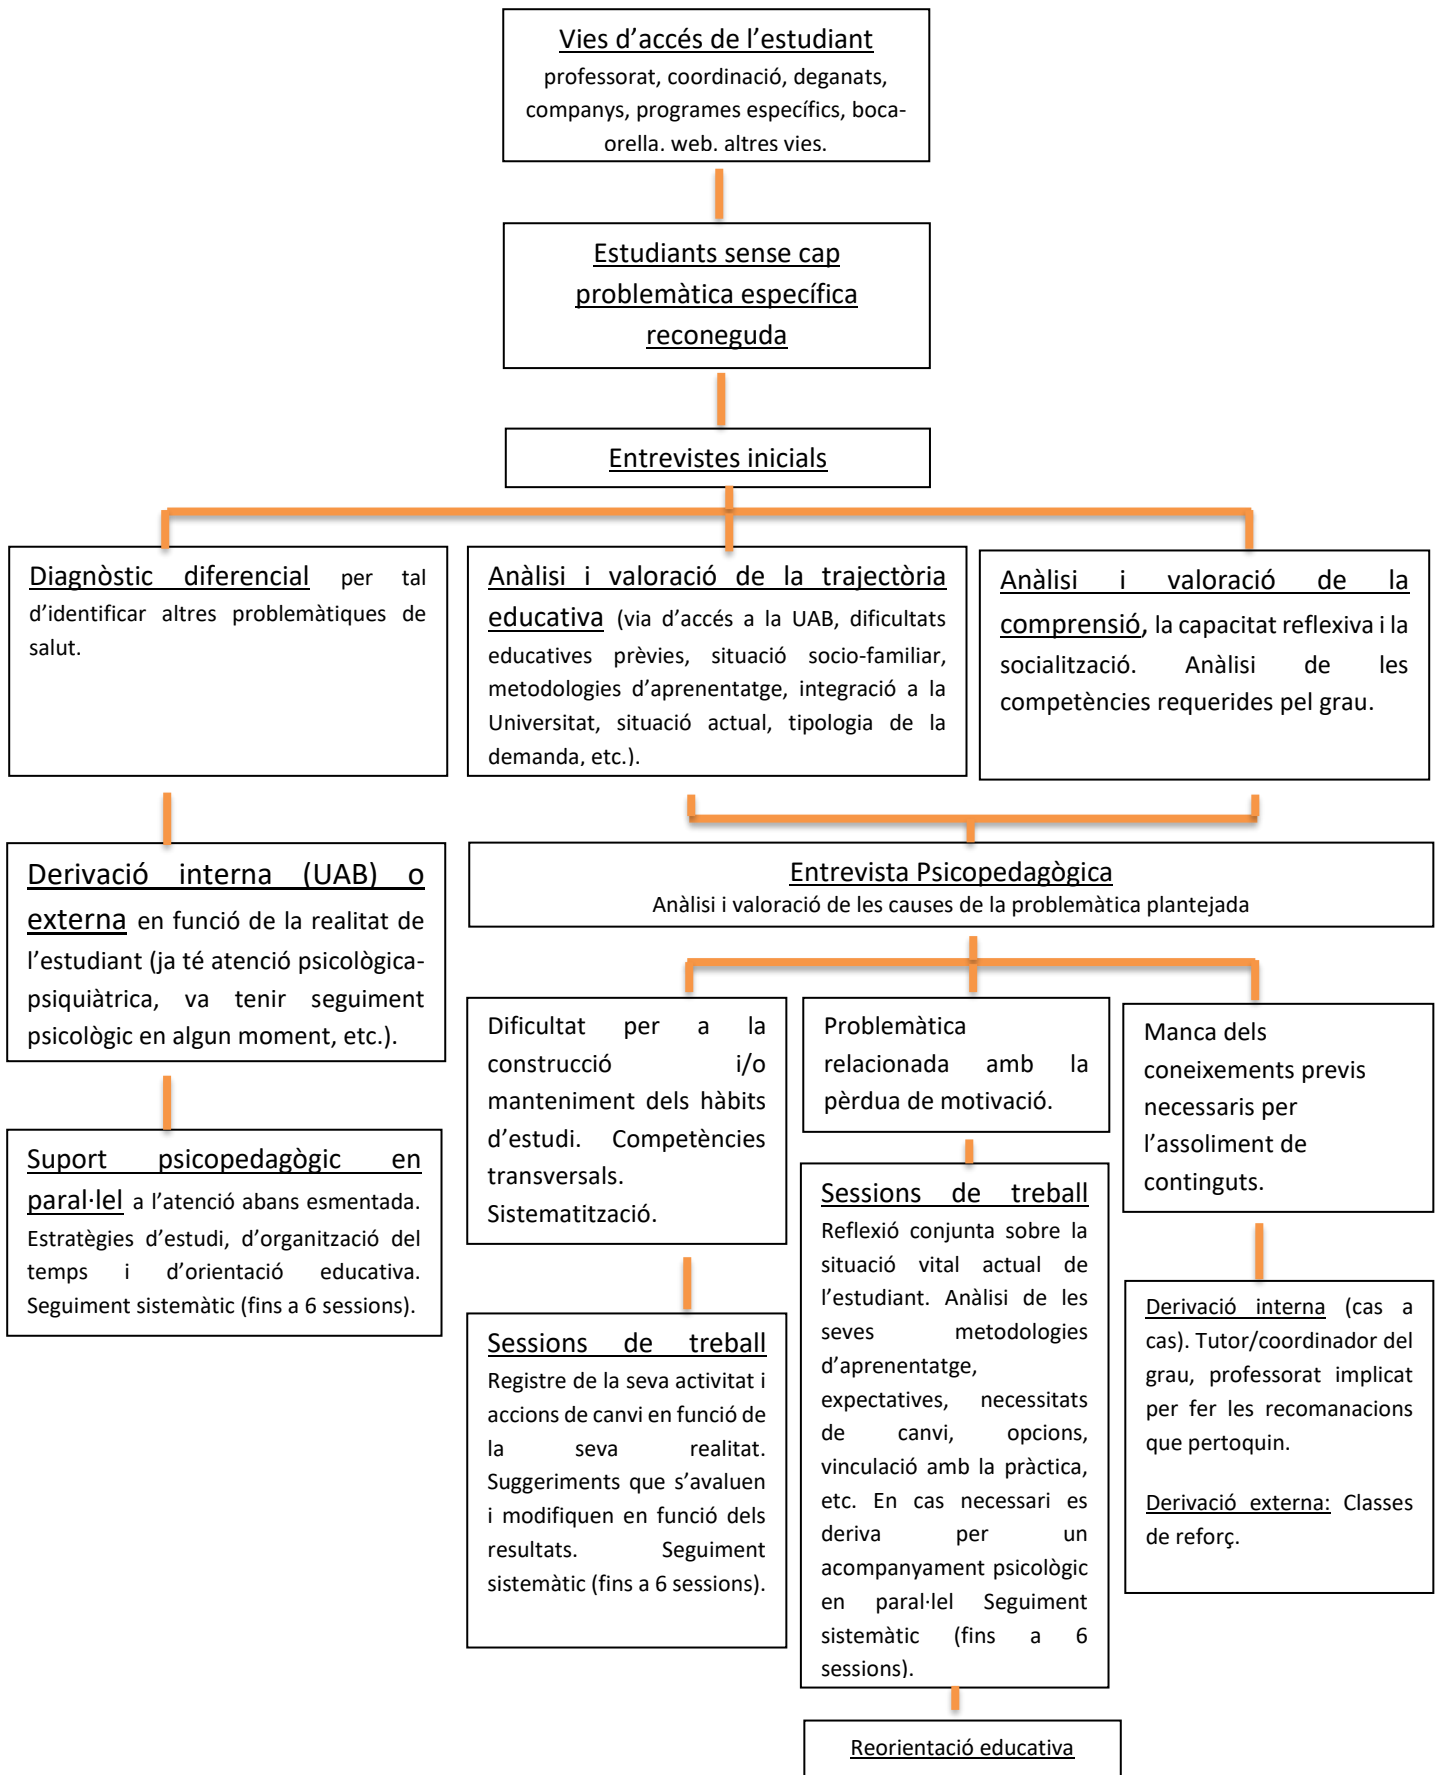 Vies d’accés de l’estudiant
professorat, coordinació, deganats,
companys, programes específics, boca-
orella. web. altres vies.
Estudiants sense cap
problemàtica específica
reconeguda
Entrevistes inicials
Diagnòstic diferencial per tal
d’identificar altres problemàtiques de
salut.
Anàlisi i valoració de la trajectòria
educativa (via d’accés a la UAB, dificultats
educatives prèvies, situació socio-familiar,
metodologies d’aprenentatge, integració a la
Universitat, situació actual, tipologia de la
demanda, etc.).
Anàlisi i valoració de la
comprensió, la capacitat reflexiva i la
socialització. Anàlisi de les
competències requerides pel grau.
Derivació interna (UAB) o
externa en funció de la realitat de
l’estudiant (ja té atenció psicològica-
psiquiàtrica, va tenir seguiment
psicològic en algun moment, etc.).
Entrevista Psicopedagògica
Anàlisi i valoració de les causes de la problemàtica plantejada
Suport psicopedagògic en
paral·lel a l’atenció abans esmentada.
Estratègies d’estudi, d’organització del
temps i d’orientació educativa.
Seguiment sistemàtic (fins a 6 sessions).
Dificultat per a la
construcció i/o
manteniment dels hàbits
d’estudi. Competències
transversals.
Sistematització.
Problemàtica
relacionada amb la
pèrdua de motivació.
Manca dels
coneixements previs
necessaris per
l’assoliment de
continguts.
Sessions de treball
Registre de la seva activitat i
accions de canvi en funció de
la seva realitat.
Suggeriments que s’avaluen
i modifiquen en funció dels
resultats. Seguiment
sistemàtic (fins a 6 sessions).
Sessions de treball
Reflexió conjunta sobre la
situació vital actual de
l’estudiant. Anàlisi de les
seves metodologies
d’aprenentatge,
expectatives, necessitats
de canvi, opcions,
vinculació amb la pràctica,
etc. En cas necessari es
deriva per un
acompanyament psicològic
en paral·lel Seguiment
sistemàtic (fins a 6
sessions).
Derivació interna (cas a
cas). Tutor/coordinador del
grau, professorat implicat
per fer les recomanacions
que pertoquin.
Derivació externa: Classes
de reforç.
Reorientació educativa